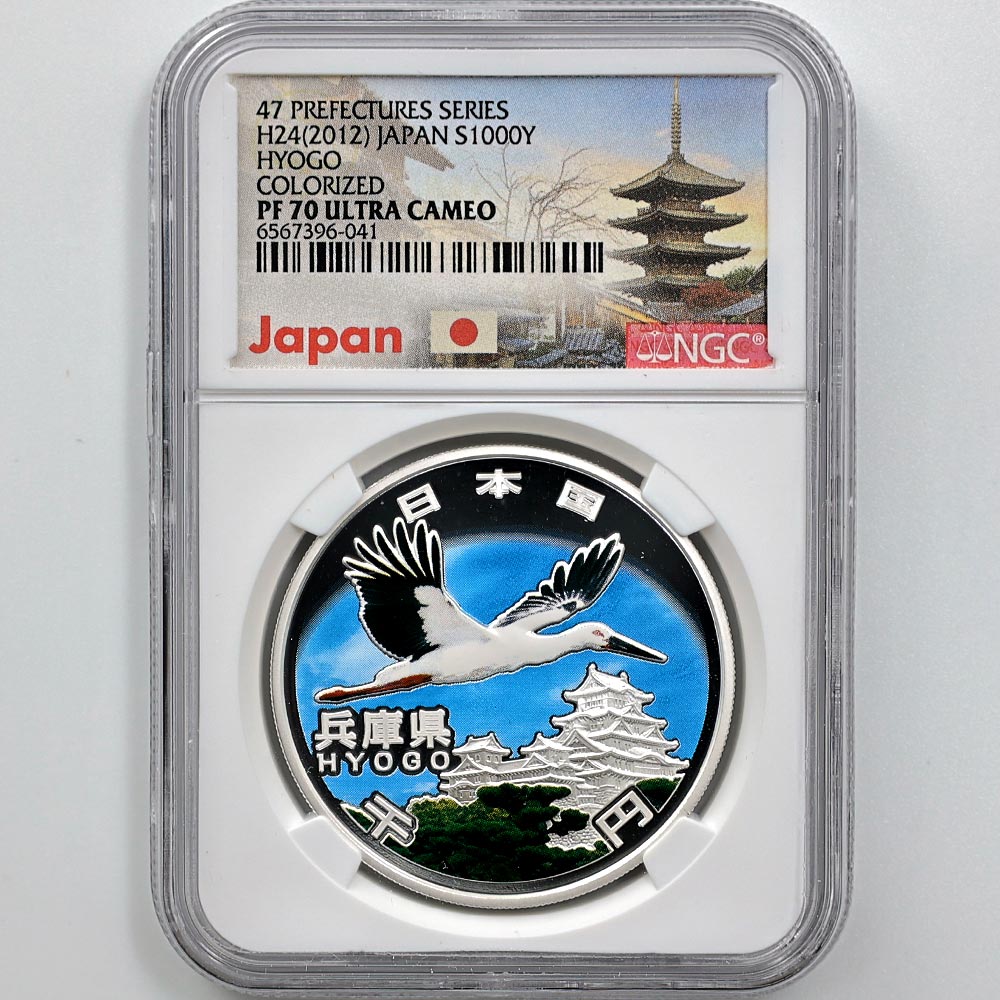 47 PREFECTURES SERIES
H24(2012) JAPAN S1000Y
HYOGO
COLORIZED
PF 70 ULTRA CAMEO
6567396-041
Japan
NGC®
日本国
兵庫県
HYOGO
千円